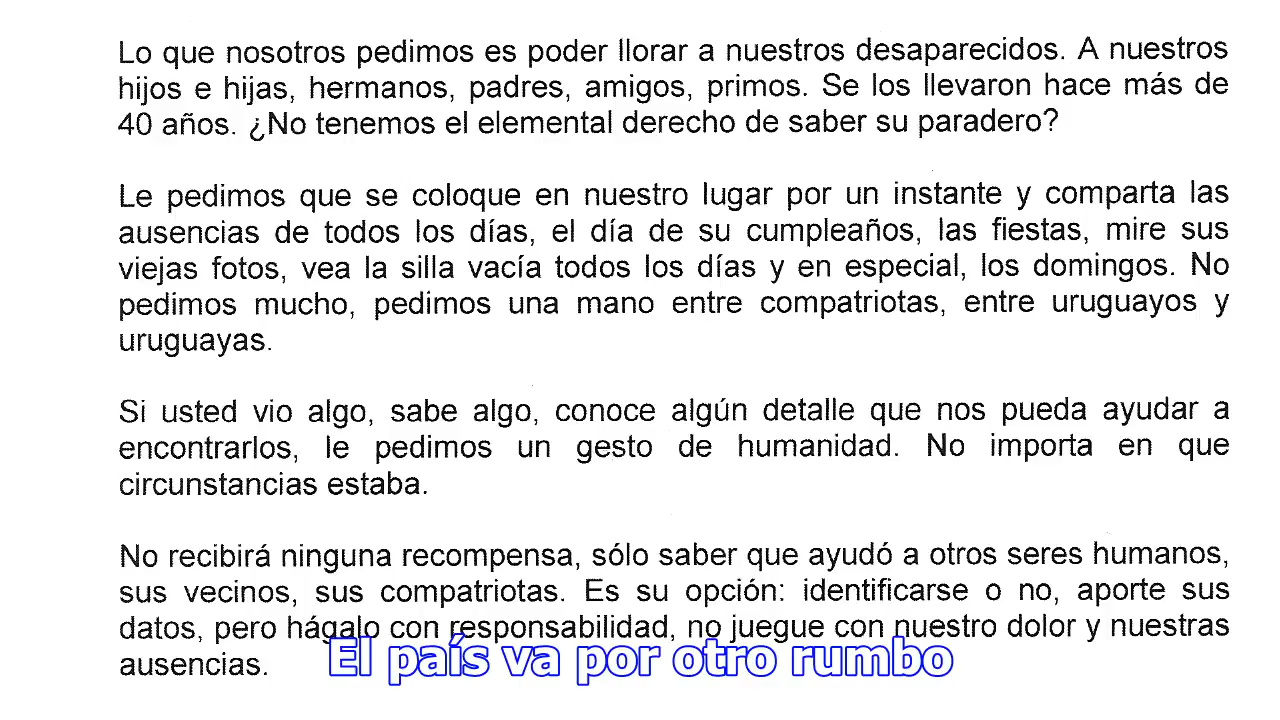 Lo que nosotros pedimos es poder llorar a nuestros desaparecidos. A nuestros
hijos e hijas, hermanos, padres, amigos, primos. Se los llevaron hace más de
40 años. ¿No tenemos el elemental derecho de saber su paradero?
Le pedimos que se coloque en nuestro lugar por un instante y comparta las
ausencias de todos los días, el día de su cumpleaños, las fiestas, mire sus
viejas fotos, vea la silla vacía todos los días y en especial, los domingos. No
pedimos mucho, pedimos una mano entre compatriotas, entre uruguayos y
uruguayas.
Si usted vio algo, sabe algo, conoce algún detalle que nos pueda ayudar a
encontrarlos, le pedimos un gesto de humanidad. No importa en que
circunstancias estaba.
No recibirá ninguna recompensa, sólo saber que ayudó a otros seres humanos,
sus vecinos, sus compatriotas. Es su opción: identificarse o no, aporte sus
datos, pero hágalo con responsabilidad, no juegue con nuestro dolor y nuestras
ausencias.
El país va por otro rumbo